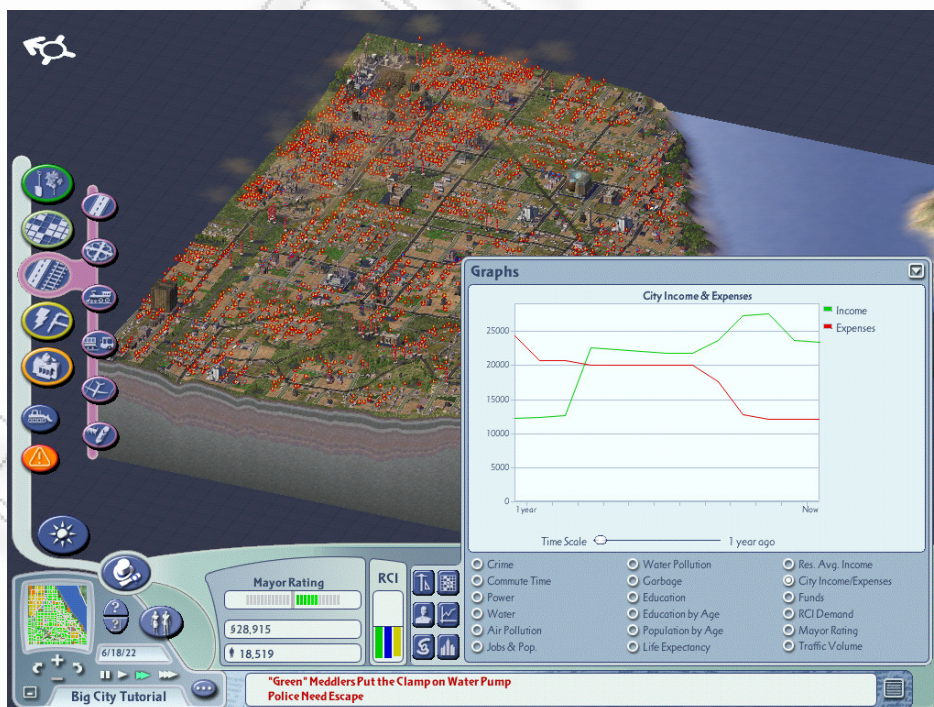 Graphs
City Income & Expenses
Income
Expenses
25000
20000
15000
10000
5000
0
1 year
Now
Time Scale
1 year ago
Crime
Commute Time
Power
Water
Air Pollution
Jobs & Pop.
Water Pollution
Garbage
Education
Education by Age
Population by Age
Life Expectancy
Res. Avg. Income
City Income/Expenses
Funds
RCI Demand
Mayor Rating
Traffic Volume
Mayor Rating
§28,915
18,519
RCI
?
?
6/18/22
Big City Tutorial
"Green" Meddlers Put the Clamp on Water Pump
Police Need Escape